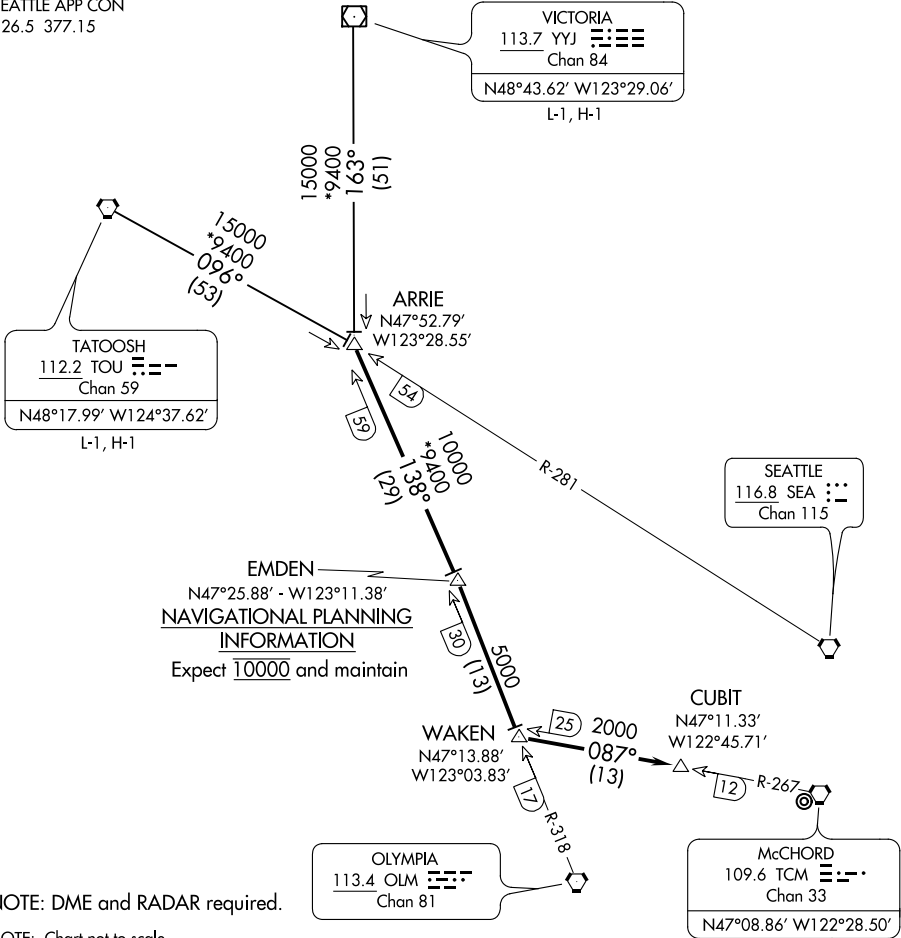 EATTLE APP CON
26.5 377.15
VICTORIA
113.7 YYJ
Chan 84
N48°43.62′ W123°29.06′
L-1, H-1
15000
*9400
163°
(51)
15000
*9400
096°
(53)
TATOOSH
112.2 TOU
Chan 59
N48°17.99′ W124°37.62′
L-1, H-1
ARRIE
N47°52.79′
W123°28.55′
54
59
R-281
10000
*9400
138°
(29)
SEATTLE
116.8 SEA
Chan 115
EMDEN
N47°25.88′ - W123°11.38′
NAVIGATIONAL PLANNING
INFORMATION
Expect 10000 and maintain
30
(13)
5000
WAKEN
N47°13.88′
W123°03.83′
25
2000
087°
(13)
CUBIT
N47°11.33′
W122°45.71′
12
R-267
17
R-318
OLYMPIA
113.4 OLM
Chan 81
McCHORD
109.6 TCM
Chan 33
N47°08.86′ W122°28.50′
NOTE: DME and RADAR required.
NOTE: Chart not to scale